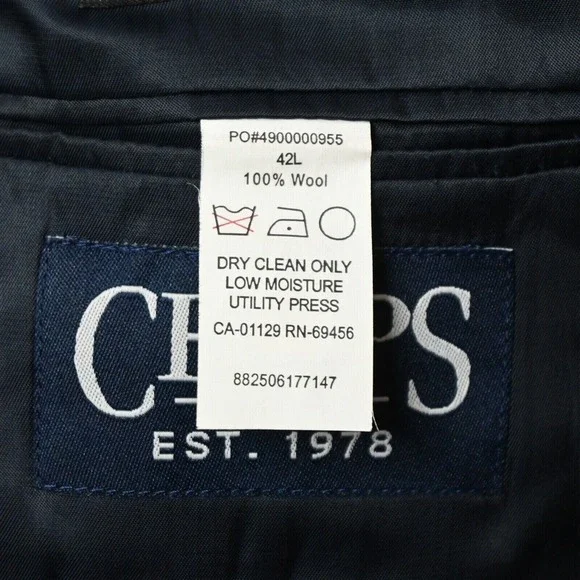 PO#4900000955
42L
100% Wool
DRY CLEAN ONLY
LOW MOISTURE
UTILITY PRESS
CA-01129 RN-69456
882506177147
EST. 1978